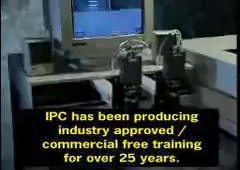 IPC has been producing
industry approved /
commercial free training
for over 25 years.